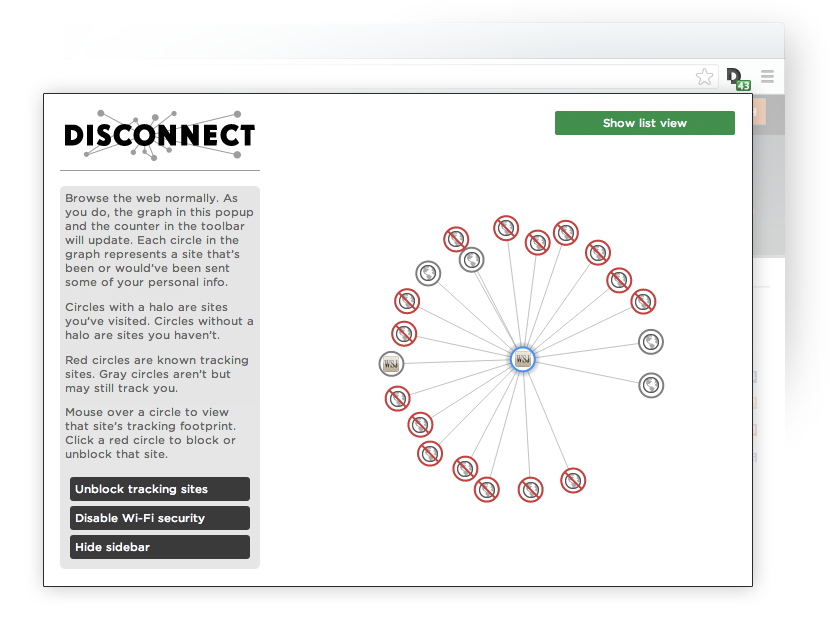 43
DISCONNECT
Show list view
Browse the web normally. As
you do, the graph in this popup
and the counter in the toolbar
will update. Each circle in the
graph represents a site that's
been or would've been sent
some of your personal info.
Circles with a halo are sites
you've visited. Circles without a
halo are sites you haven't.
Red circles are known tracking
sites. Gray circles aren't but
may still track you.
Mouse over a circle to view
that site's tracking footprint.
Click a red circle to block or
unblock that site.
Unblock tracking sites
Disable Wi-Fi security
Hide sidebar
WSJ
WSJ